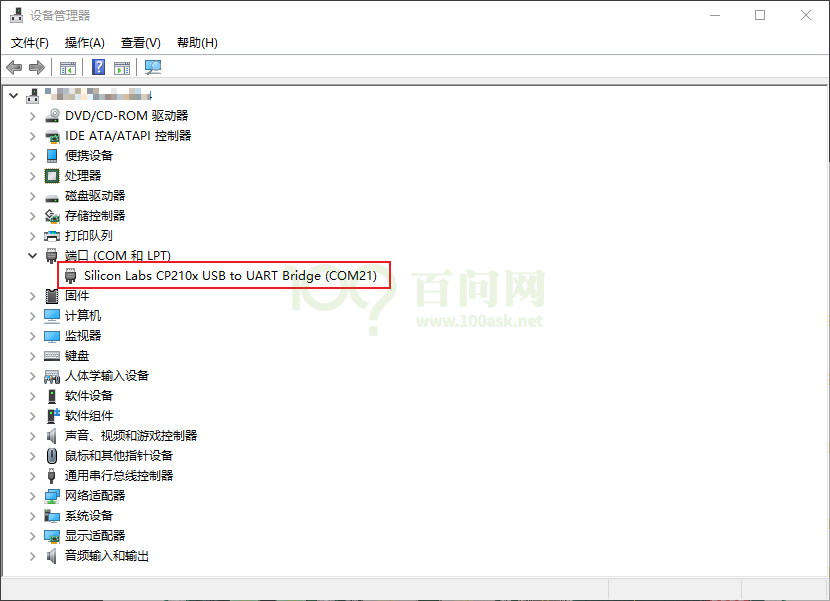 设备管理器
文件(F) 操作(A) 查看(V) 帮助(H)
DVD/CD-ROM 驱动器
IDE ATA/ATAPI 控制器
便携设备
处理器
磁盘驱动器
存储控制器
打印队列
端口 (COM 和 LPT)
Silicon Labs CP210x USB to UART Bridge (COM21)
固件
计算机
监视器
键盘
人体学输入设备
软件设备
软件组件
声音、视频和游戏控制器
鼠标和其他指针设备
通用串行总线控制器
网络适配器
系统设备
显示适配器
音频输入和输出
100?
百问网
www.100ask.net